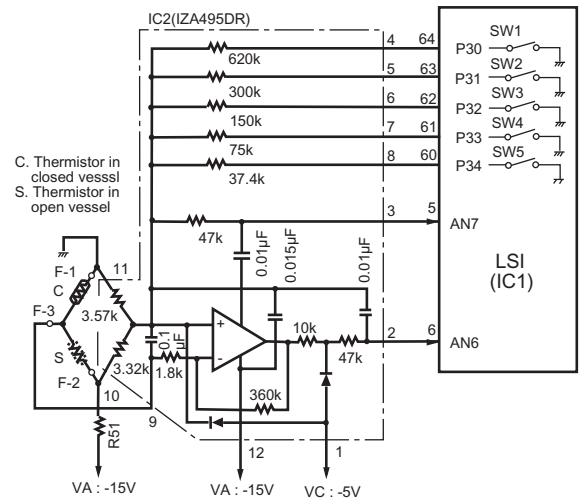 IC2(IZA495DR)
SW1
4 64 P30
620k
SW2
5 63 P31
300k
SW3
6 62 P32
150k
SW4
7 61 P33
75k
SW5
8 60 P34
37.4k
C. Thermistor in
closed vesssl
S. Thermistor in
open vessel
3 5 AN7
47k
0.01µF
0.015µF
0.01µF
LSI
(IC1)
F-1
11
C
F-3
3.57k
S
3.32k
F-2
10
0.1
µF
+
-
1.8k
10k
47k
2 6 AN6
360k
R51
9
12
1
VA : -15V
VA : -15V
VC : -5V